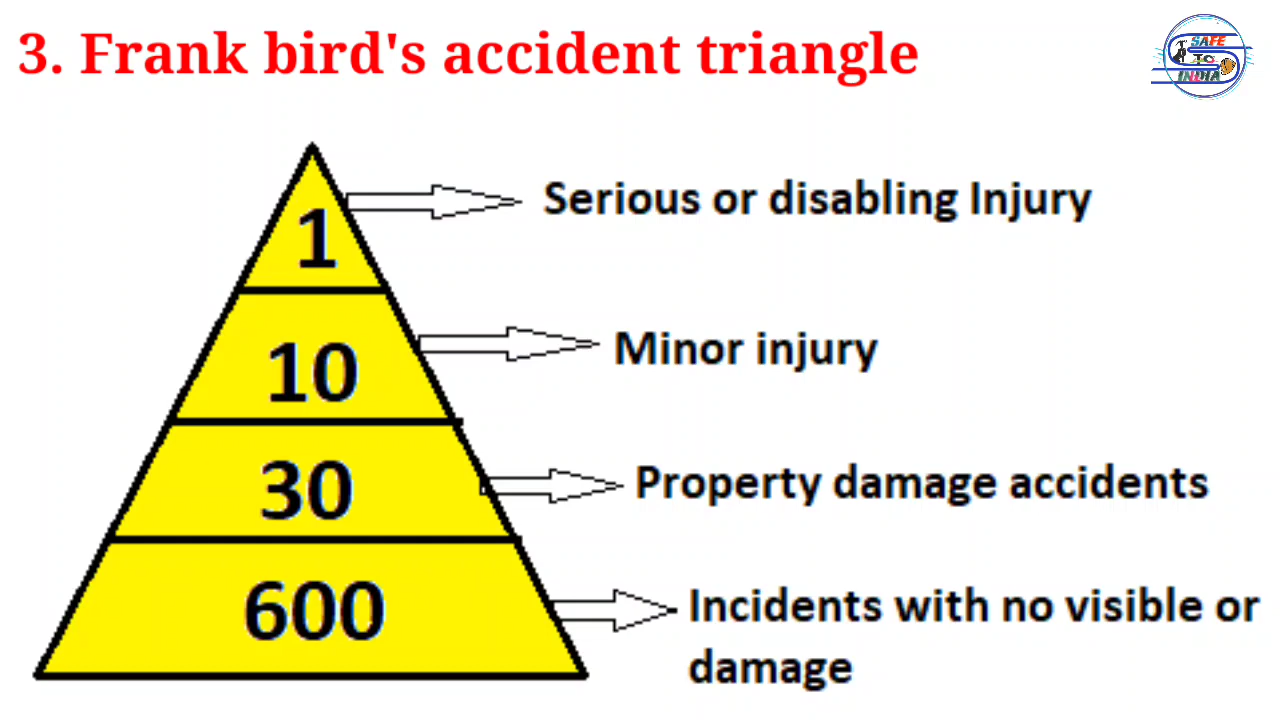 3. Frank bird's accident triangle
SAFE
TO
INDIA
1
Serious or disabling Injury
10
Minor injury
30
Property damage accidents
600
Incidents with no visible or
damage